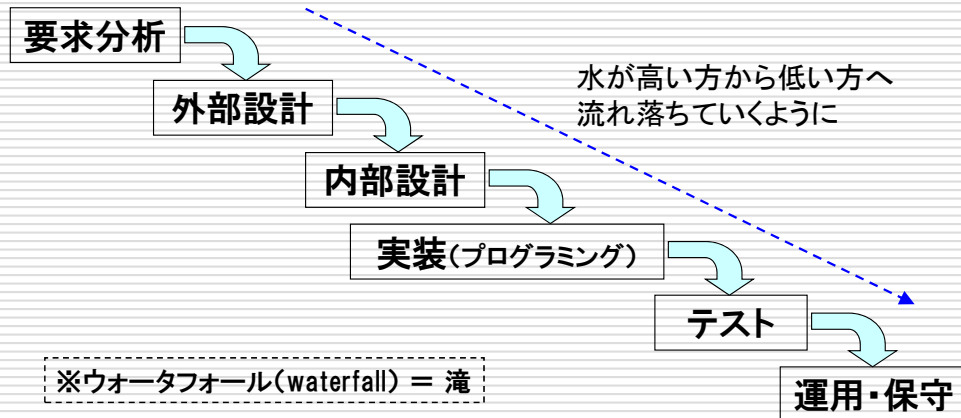 要求分析
水が高い方から低い方へ
流れ落ちていくように
外部設計
内部設計
実装(プログラミング)
テスト
※ウォータフォール(waterfall) = 滝
運用・保守